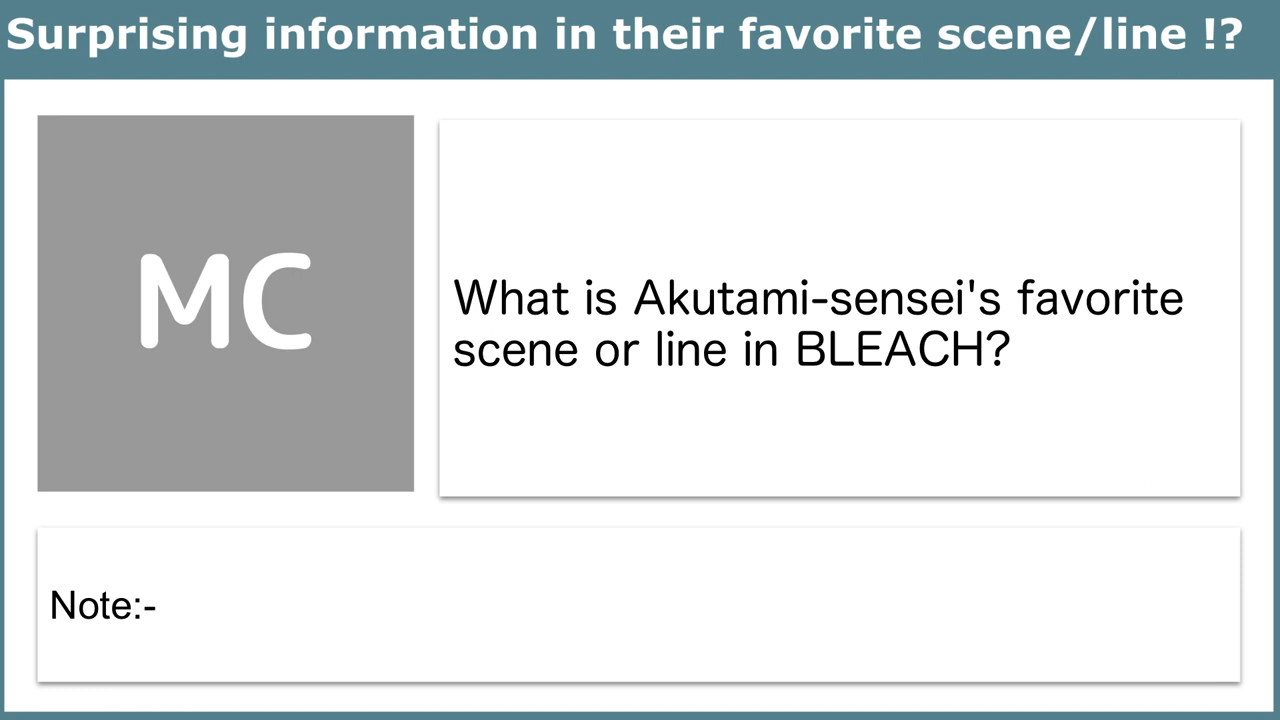 Surprising information in their favorite scene/line !?
MC
What is Akutami-sensei's favorite
scene or line in BLEACH?
Note:-